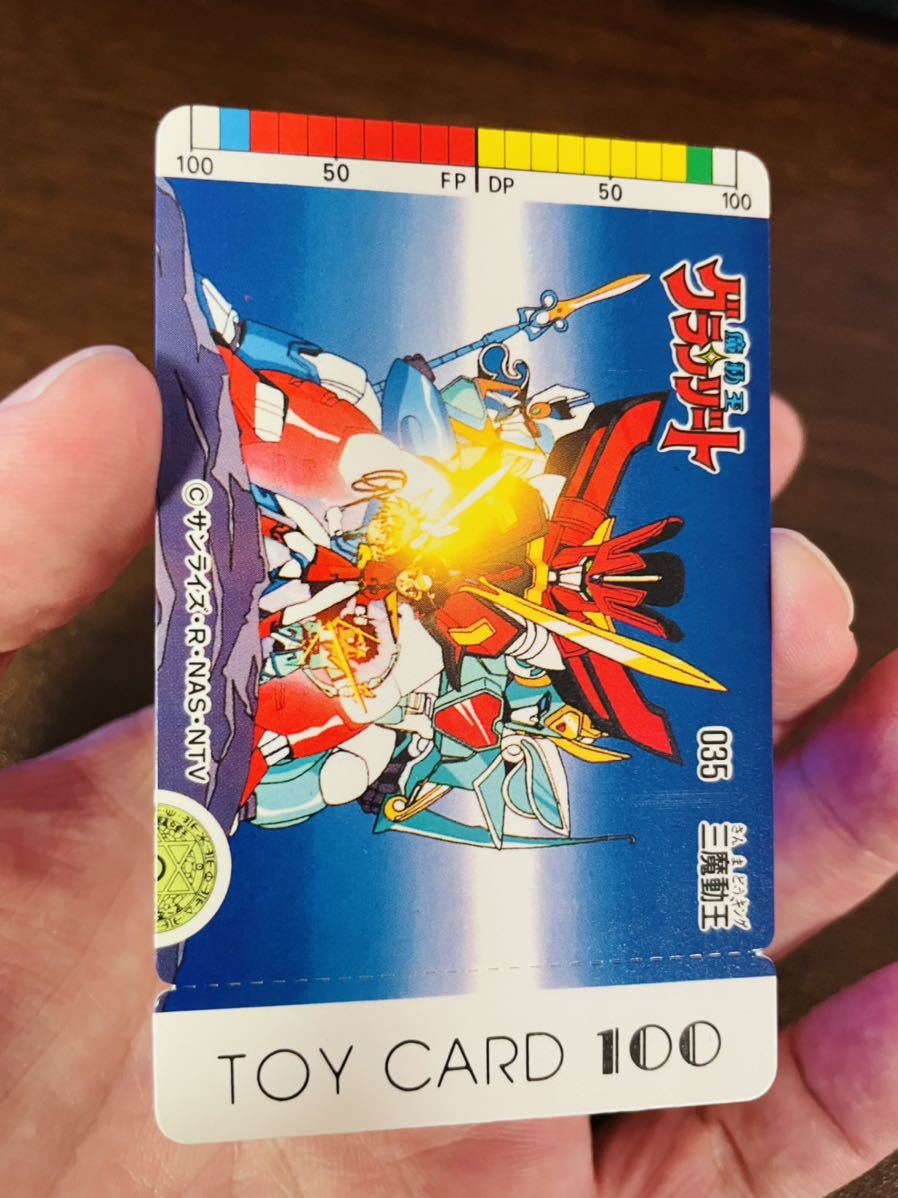 100 50 FP DP 50 100
魔動王
グランゾート
035
さん ま どう キング
三魔動王
©サンライズ・R・NAS・NTV
TOY CARD 100